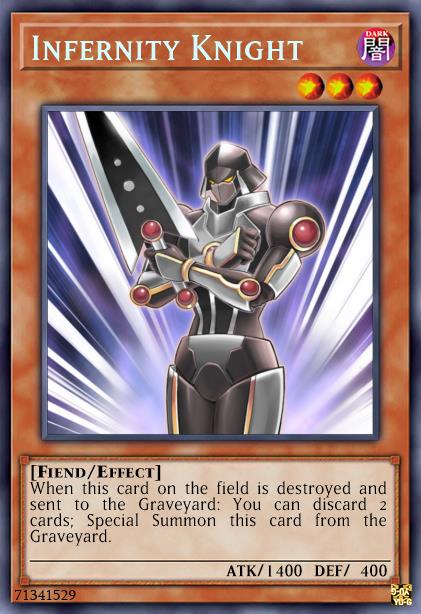 INFERNITY KNIGHT
DARK
闇
[FIEND/EFFECT]
When this card on the field is destroyed and
sent to the Graveyard: You can discard 2
cards; Special Summon this card from the
Graveyard.
ATK/1400 DEF/ 400
71341529